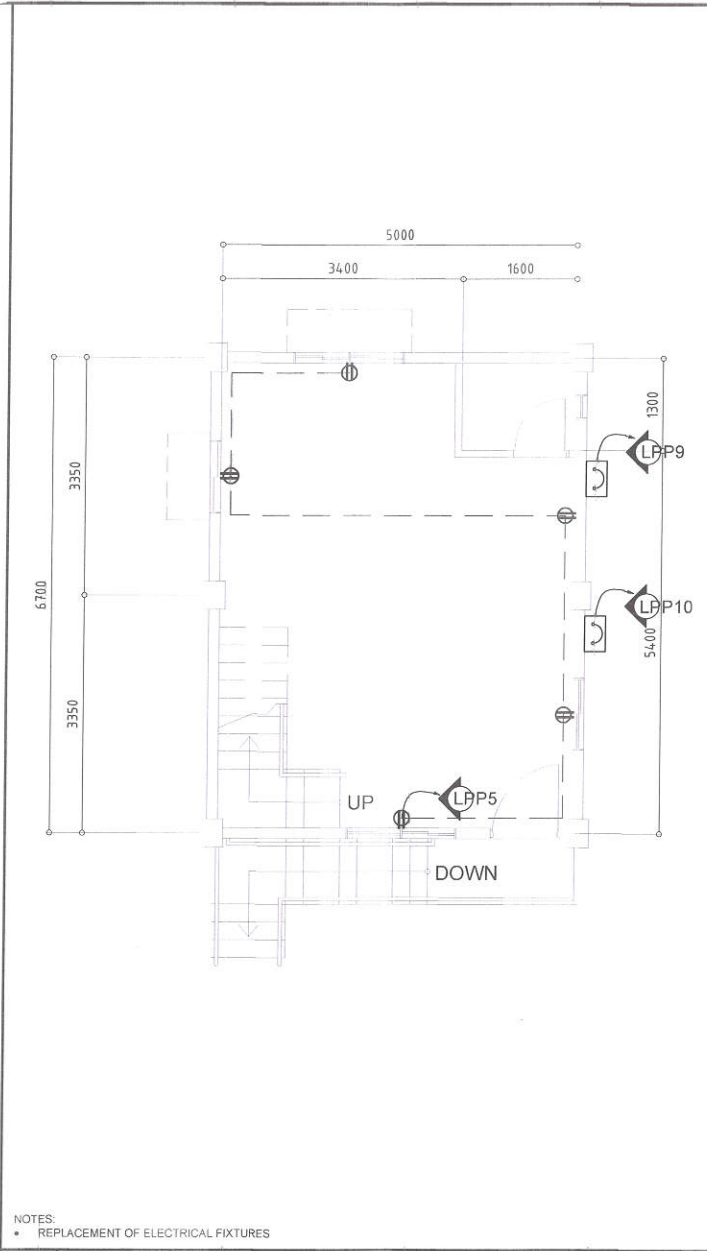 5000
3400 1600
1300
LPP9
3350
6700
LPP10
5400
3350
UP
LPP5
DOWN
NOTES:
• REPLACEMENT OF ELECTRICAL FIXTURES